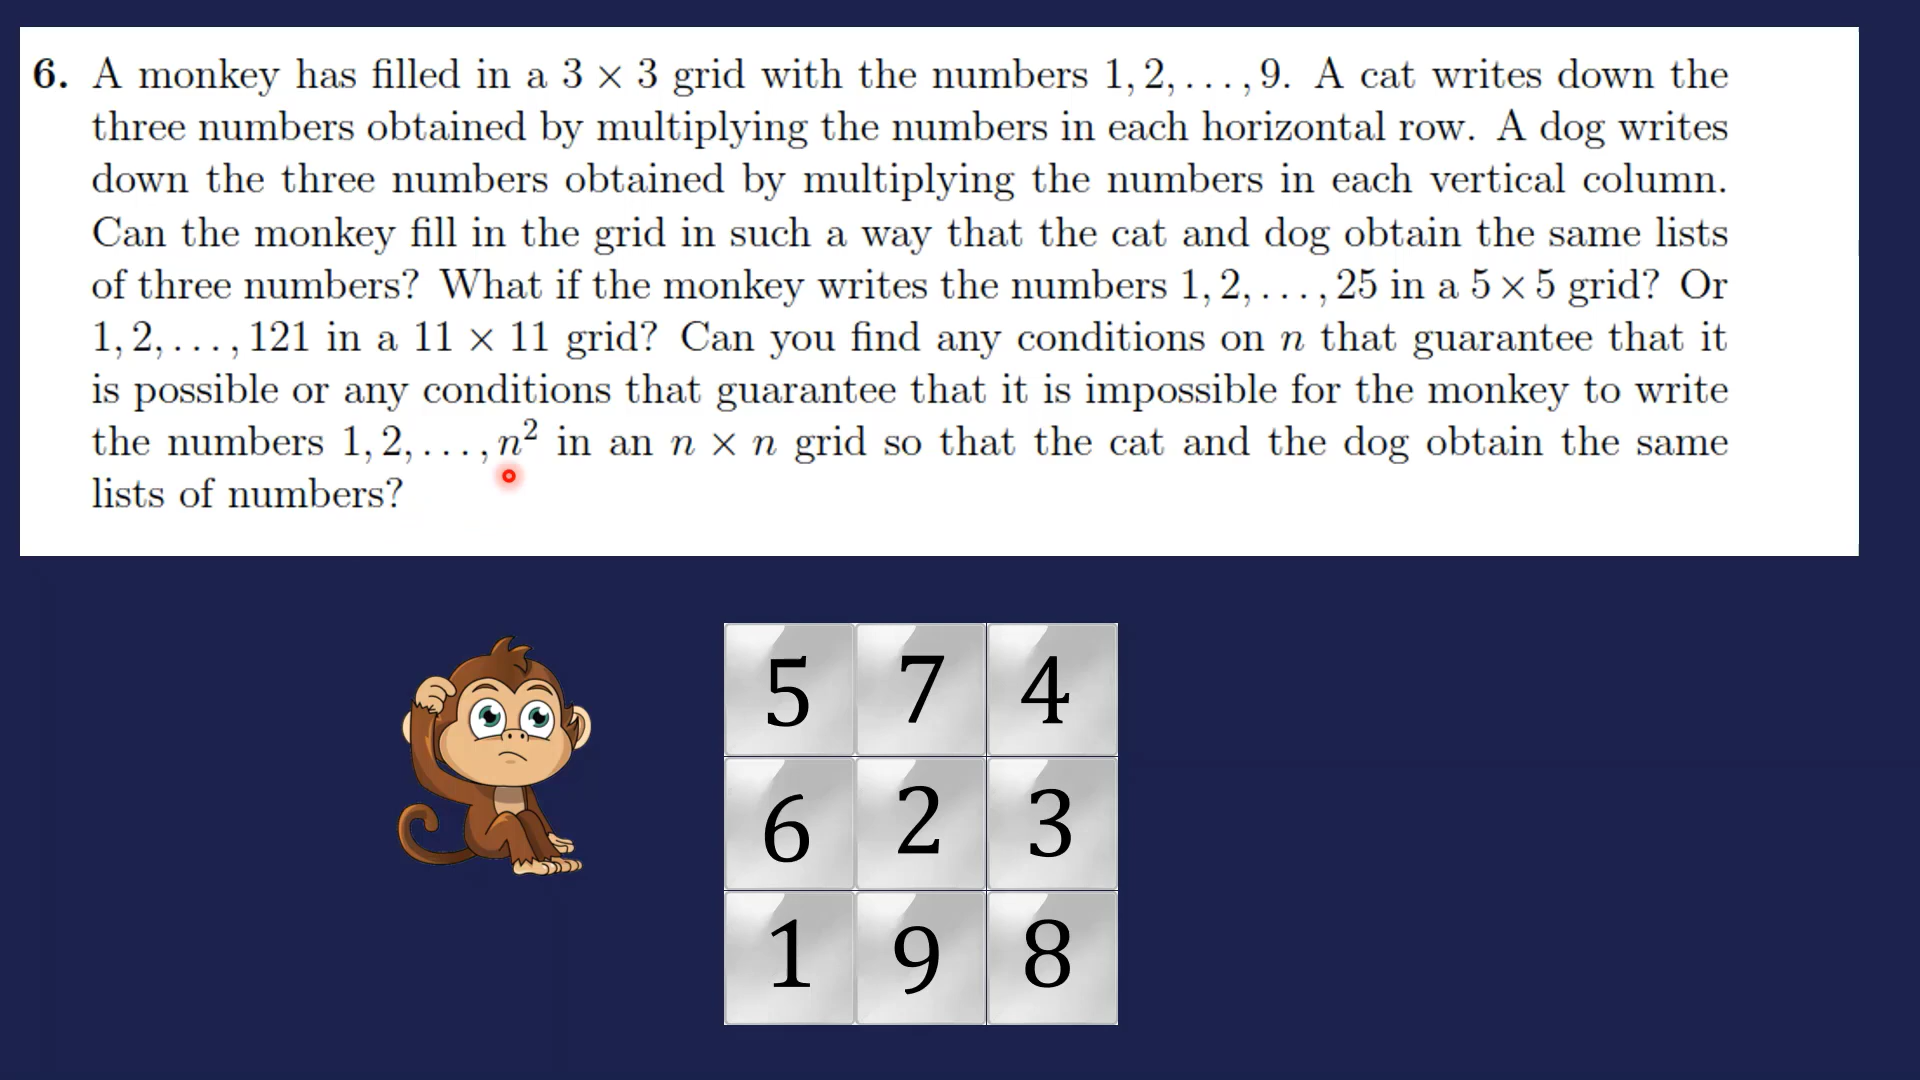 6. A monkey has filled in a 3 × 3 grid with the numbers 1, 2, . . . , 9. A cat writes down the
three numbers obtained by multiplying the numbers in each horizontal row. A dog writes
down the three numbers obtained by multiplying the numbers in each vertical column.
Can the monkey fill in the grid in such a way that the cat and dog obtain the same lists
of three numbers? What if the monkey writes the numbers 1, 2, . . . , 25 in a 5 × 5 grid? Or
1, 2, . . . , 121 in a 11 × 11 grid? Can you find any conditions on n that guarantee that it
is possible or any conditions that guarantee that it is impossible for the monkey to write
the numbers 1, 2, . . . , n² in an n × n grid so that the cat and the dog obtain the same
lists of numbers?
5 7 4
6 2 3
1 9 8